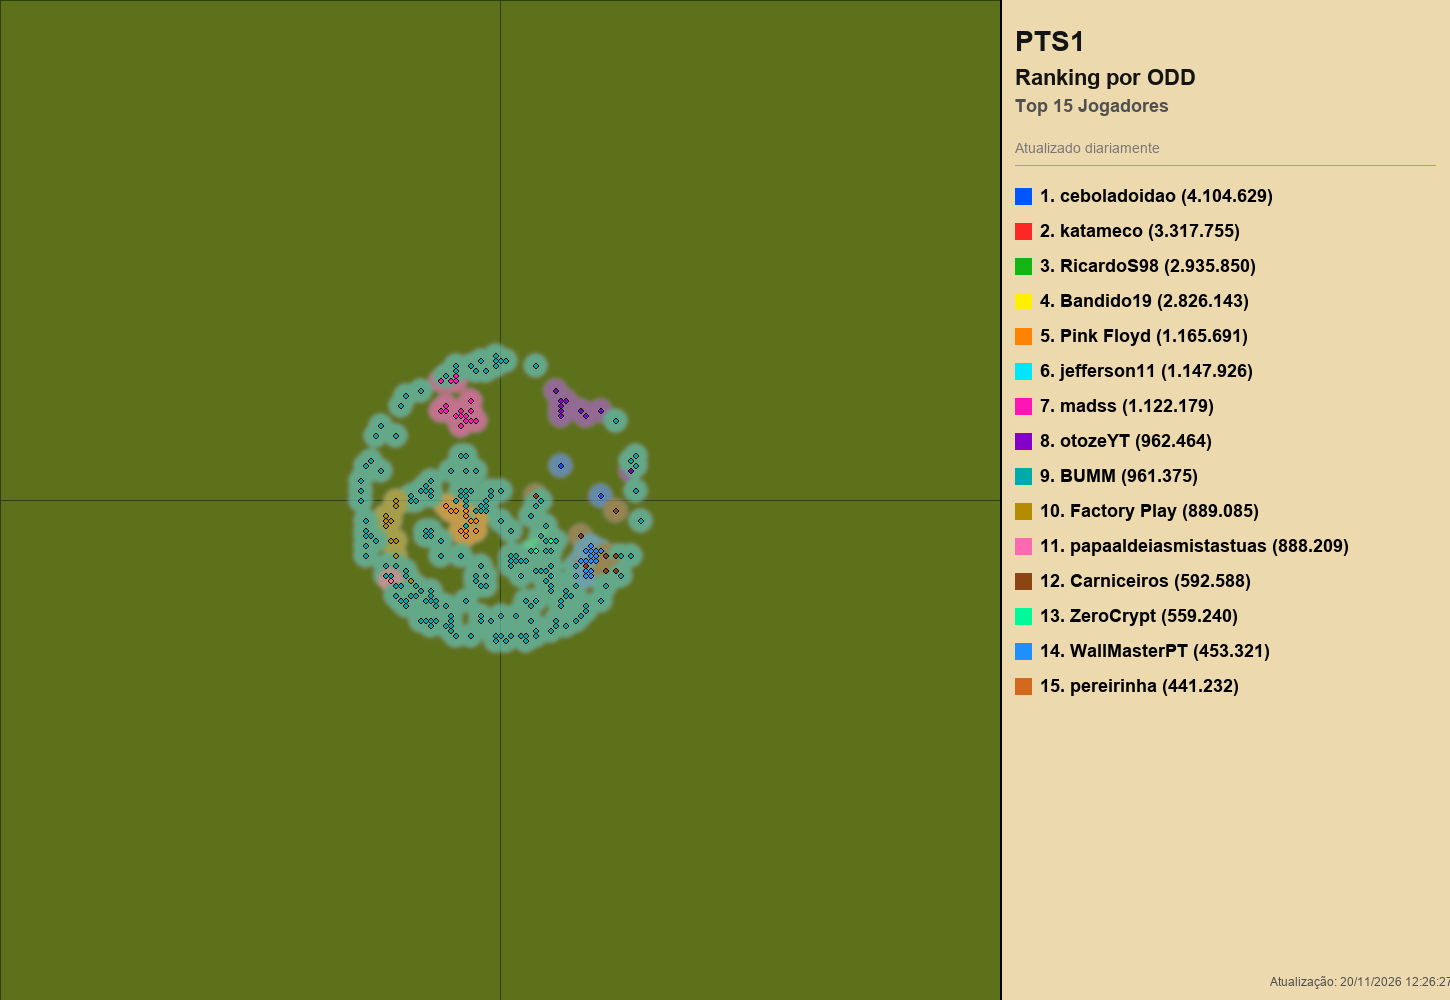 PTS1
Ranking por ODD
Top 15 Jogadores
Atualizado diariamente
1. ceboladoidao (4.104.629)
2. katameco (3.317.755)
3. RicardoS98 (2.935.850)
4. Bandido19 (2.826.143)
5. Pink Floyd (1.165.691)
6. jefferson11 (1.147.926)
7. madss (1.122.179)
8. otozeYT (962.464)
9. BUMM (961.375)
10. Factory Play (889.085)
11. papaaldeiasmistastuas (888.209)
12. Carniceiros (592.588)
13. ZeroCrypt (559.240)
14. WallMasterPT (453.321)
15. pereirinha (441.232)
Atualização: 20/11/2026 12:26:27